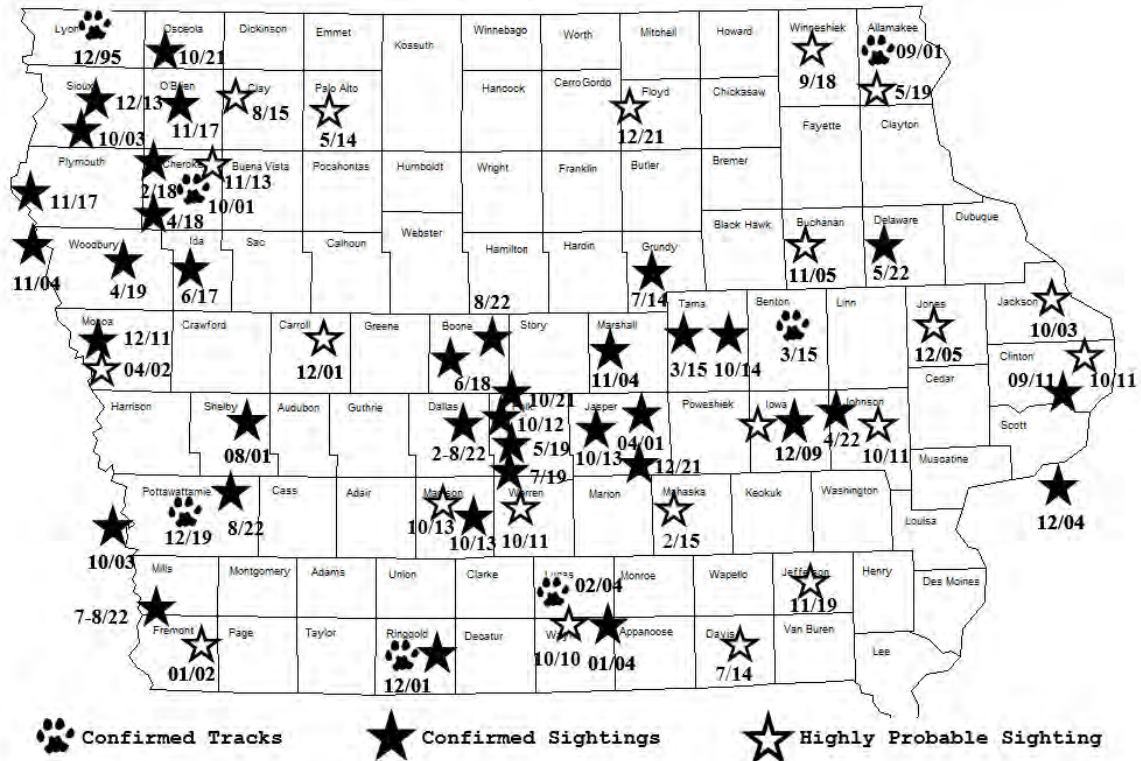 Lyon
Osceola
Dickinson
Emmet
Kossuth
Winnebago
Worth
Mitchell
Howard
Winneshiek
Allamakee
12/95
10/21
9/18
09/01
Sioux
O'Brien
Clay
Palo Alto
Hancock
Cerro Gordo
Floyd
Chickasaw
12/13
8/15
5/19
10/03
11/17
5/14
12/21
Fayette
Clayton
Plymouth
Cherokee
Buena Vista
Pocahontas
Humboldt
Wright
Franklin
Butler
Bremer
11/17
2/18
11/13
10/01
4/18
Woodbury
Ida
Sac
Calhoun
Webster
Hamilton
Hardin
Grundy
Black Hawk
Buchanan
Delaware
Dubuque
11/04
4/19
6/17
8/22
7/14
11/05
5/22
Monona
Crawford
Carroll
Greene
Boone
Story
Marshall
Tama
Benton
Linn
Jones
Jackson
12/11
04/02
12/01
6/18
11/04
3/15
10/14
3/15
12/05
10/03
Clinton
09/11
10/11
Cedar
Harrison
Shelby
Audubon
Guthrie
Dallas
Polk
Jasper
Poweshiek
Iowa
Johnson
Scott
08/01
2-8/22
10/21
10/12
5/19
7/19
10/13
04/01
12/21
12/09
4/22
10/11
Muscatine
Pottawattamie
Cass
Adair
Madison
Warren
Marion
Mahaska
Keokuk
Washington
Louisa
12/19
8/22
10/13
10/13
10/11
2/15
12/04
10/03
Mills
Montgomery
Adams
Union
Clarke
Lucas
Monroe
Wapello
Jefferson
Henry
Des Moines
02/04
11/19
7-8/22
Fremont
Page
Taylor
Ringgold
Decatur
Wayne
Appanoose
Davis
Van Buren
Lee
01/02
12/01
10/10
01/04
7/14
Confirmed Tracks
Confirmed Sightings
Highly Probable Sighting